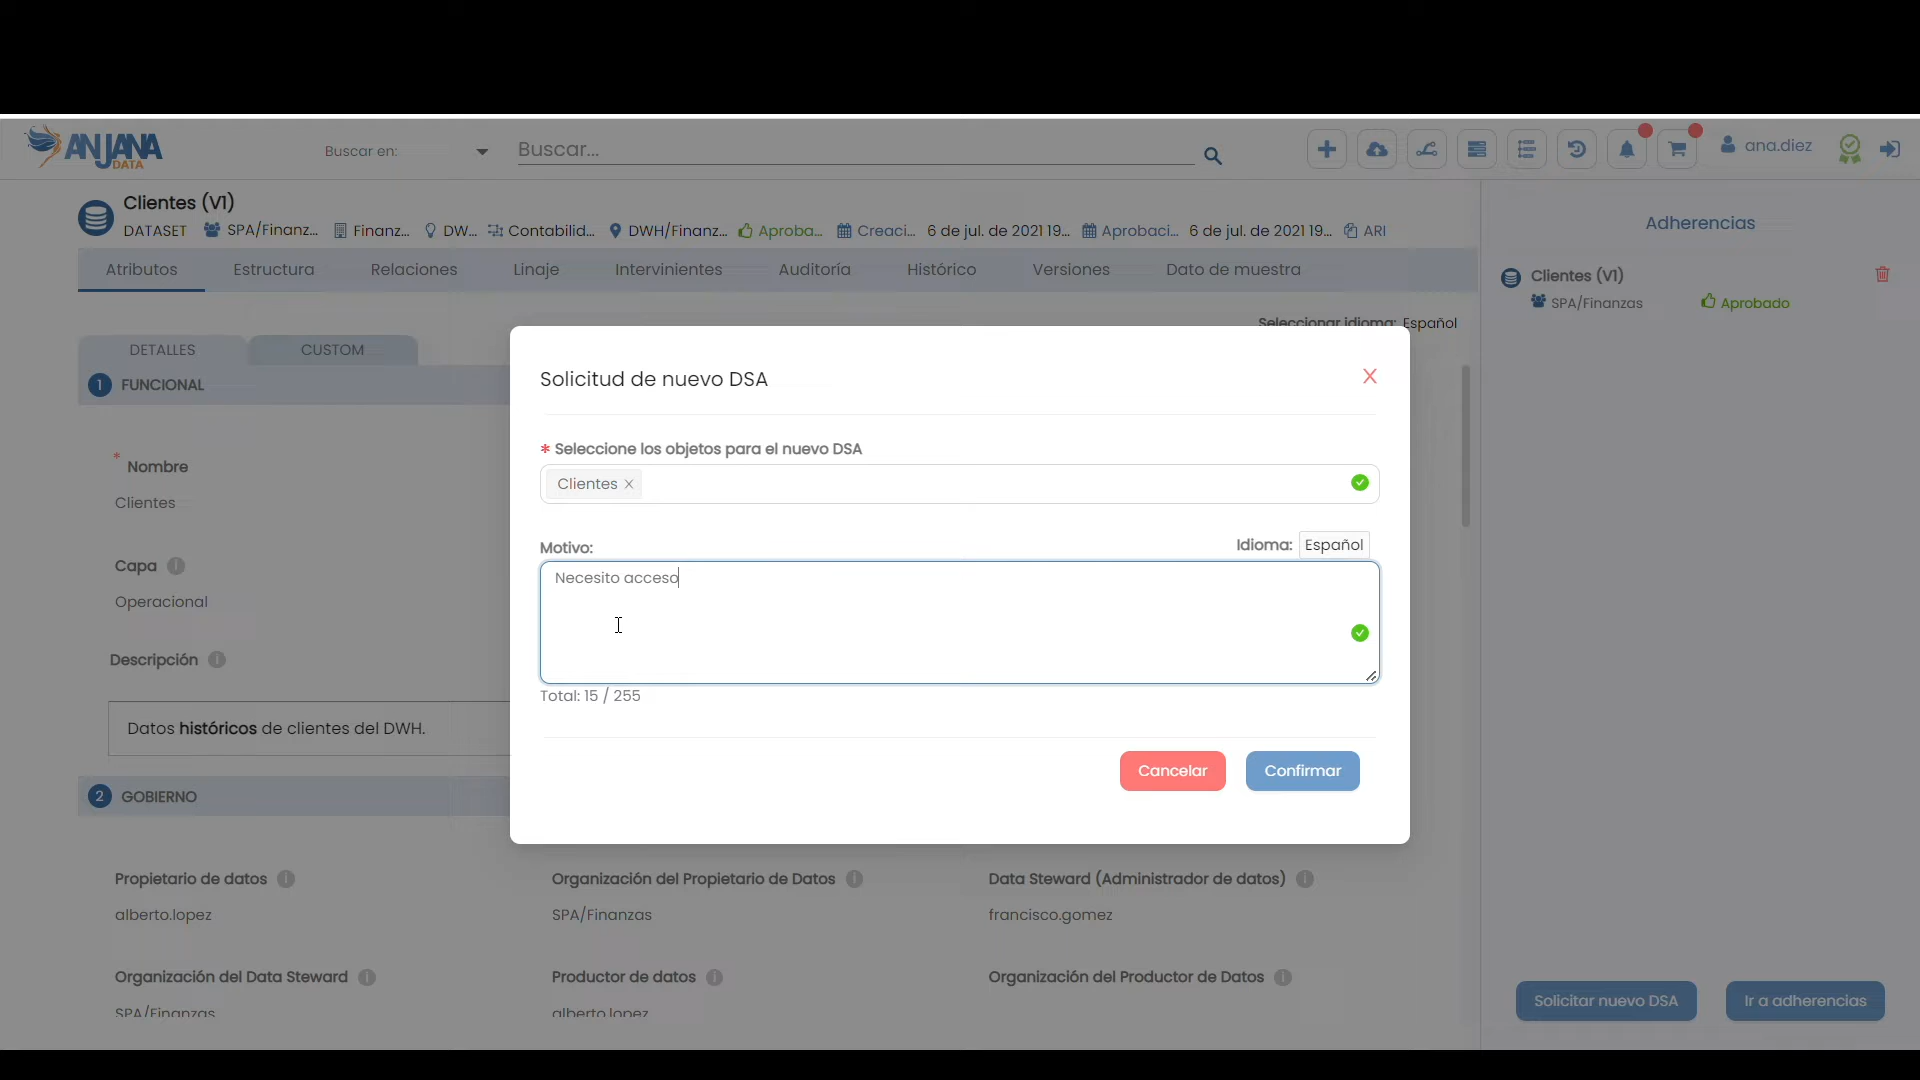 ANJANA
DATA
Buscar en:
Buscar...
ana.diez
Clientes (V1)
DATASET SPA/Finanz... Finanz... DW... Contabilid... DWH/Finanz... Aproba... Creaci... 6 de jul. de 2021 19... Aprobaci... 6 de jul. de 2021 19... ARI
Atributos Estructura Relaciones Linaje Intervinientes Auditoría Histórico Versiones Dato de muestra
Adherencias
Clientes (V1)
SPA/Finanzas Aprobado
Seleccionar idioma: Español
DETALLES CUSTOM
1 FUNCIONAL
* Nombre
Clientes
Capa
Operacional
Descripción
Datos históricos de clientes del DWH.
Solicitud de nuevo DSA
X
* Seleccione los objetos para el nuevo DSA
Clientes ×
Motivo:
Idioma: Español
Necesito acceso
Total: 15 / 255
Cancelar Confirmar
2 GOBIERNO
Propietario de datos Organización del Propietario de Datos Data Steward (Administrador de datos)
alberto.lopez SPA/Finanzas francisco.gomez
Organización del Data Steward Productor de datos Organización del Productor de Datos
SPA/Finanzas alberto.lopez
Solicitar nuevo DSA Ir a adherencias